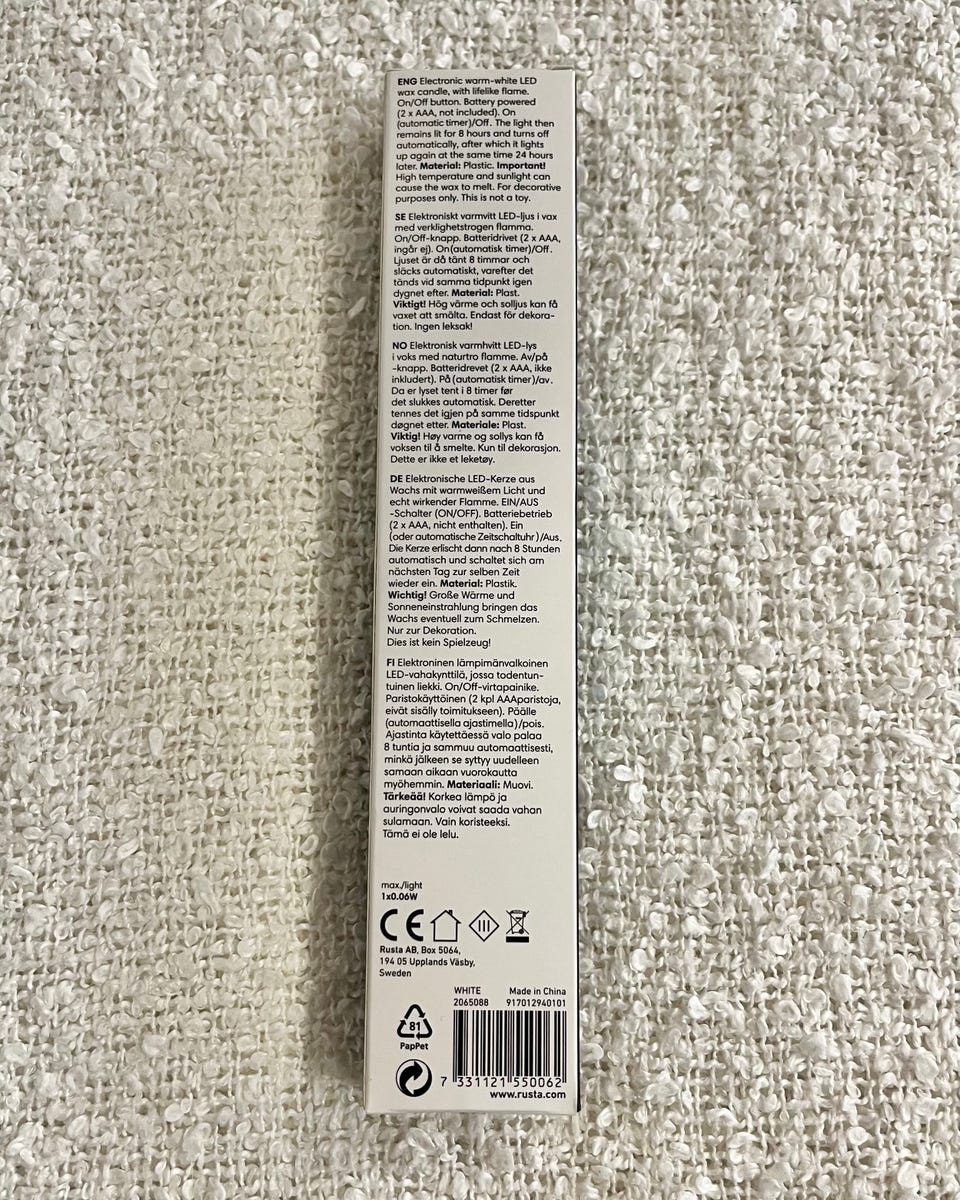 ENG Electronic warm-white LED
wax candle, with lifelike flame.
On/Off button. Battery powered
(2 x AAA, not included). On
(automatic timer)/Off. The light then
remains lit for 8 hours and turns off
automatically, after which it lights
up again at the same time 24 hours
later. Material: Plastic. Important!
High temperature and sunlight can
cause the wax to melt. For decorative
purposes only. This is not a toy.
SE Elektroniskt varmvitt LED-ljus i vax
med verklighetstrogen flamma.
On/Off-knapp. Batteridrivet (2 x AAA,
ingår ej). On(automatisk timer)/Off.
Ljuset är då tänt 8 timmar och
släcks automatiskt, varefter det
tänds vid samma tidpunkt igen
dygnet efter. Material: Plast.
Viktigt! Hög värme och solljus kan få
vaxet att smälta. Endast för dekora-
tion. Ingen leksak!
NO Elektronisk varmhvitt LED-lys
i voks med naturtro flamme. Av/på
-knapp. Batteridrevet (2 x AAA, ikke
inkludert). På (automatisk timer)/av.
Da er lyset tent i 8 timer før
det slukkes automatisk. Deretter
tennes det igjen på samme tidspunkt
døgnet etter. Materiale: Plast.
Viktig! Høy varme og sollys kan få
voksen til å smelte. Kun til dekorasjon.
Dette er ikke et leketøy.
DE Elektronische LED-Kerze aus
Wachs mit warmweißem Licht und
echt wirkender Flamme. EIN/AUS
-Schalter (ON/OFF). Batteriebetrieb
(2 x AAA, nicht enthalten). Ein
(oder automatische Zeitschaltuhr)/Aus.
Die Kerze erlischt dann nach 8 Stunden
automatisch und schaltet sich am
nächsten Tag zur selben Zeit
wieder ein. Material: Plastik.
Wichtig! Große Wärme und
Sonneneinstrahlung bringen das
Wachs eventuell zum Schmelzen.
Nur zur Dekoration.
Dies ist kein Spielzeug!
FI Elektroninen lämpimänvalkoinen
LED-vahakynttilä, jossa todentun-
tuinen liekki. On/Off-virtapainike.
Paristokäyttöinen (2 kpl AAAparistoja,
eivät sisälly toimitukseen). Päälle
(automaattisella ajastimella)/pois.
Ajastinta käytettäessä valo palaa
8 tuntia ja sammuu automaattisesti,
minkä jälkeen se syttyy uudelleen
samaan aikaan vuorokautta
myöhemmin. Materiaali: Muovi.
Tärkeää! Korkea lämpö ja
auringonvalo voivat saada vahan
sulamaan. Vain koristeeksi.
Tämä ei ole lelu.
max./light
1x0.06W
CE III
Rusta AB, Box 5064,
194 05 Upplands Väsby,
Sweden
WHITE Made in China
2065088 917012940101
81
PapPet
7 331121 550062
www.rusta.com